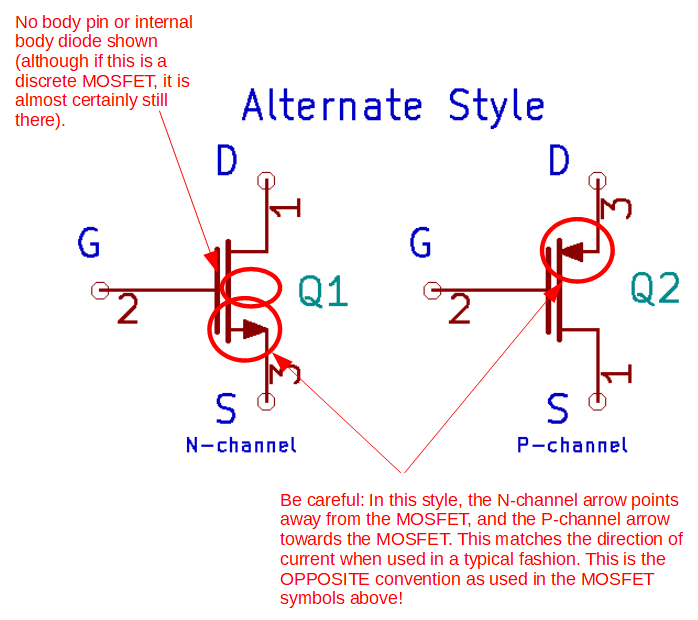 No body pin or internal
body diode shown
(although if this is a
discrete MOSFET, it is
almost certainly still
there).
Alternate Style
D
1
G
2
Q1
3
S
N-channel
D
3
G
2
Q2
1
S
P-channel
Be careful: In this style, the N-channel arrow points
away from the MOSFET, and the P-channel arrow
towards the MOSFET. This matches the direction of
current when used in a typical fashion. This is the
OPPOSITE convention as used in the MOSFET
symbols above!